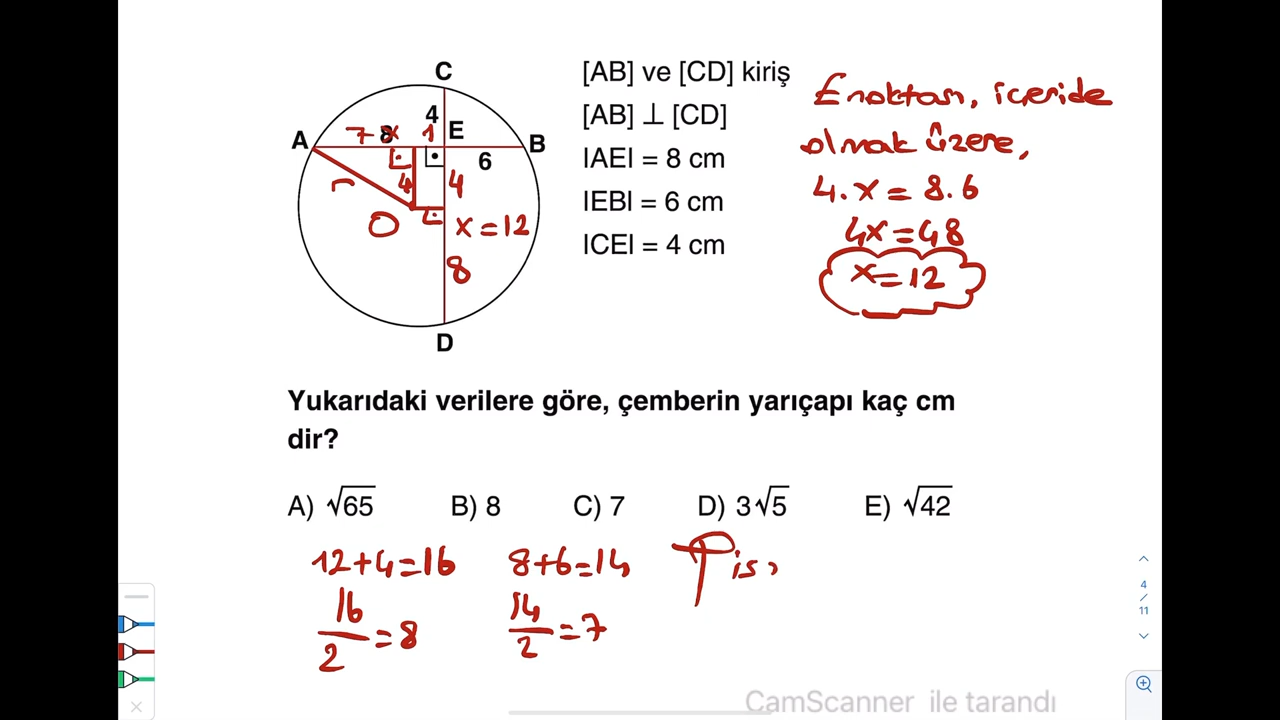 C
[AB] ve [CD] kiriş
E noktası, içeride
4
[AB] ⊥ [CD]
A 7 8 x 1 E B
olmak üzere,
6
|AE| = 8 cm
4 4
4.x = 8.6
r
|EB| = 6 cm
O x = 12
4x = 48
|CE| = 4 cm
8
x = 12
D
Yukarıdaki verilere göre, çemberin yarıçapı kaç cm
dir?
A) √65 B) 8 C) 7 D) 3√5 E) √42
12+4=16 8+6=14
16/2 = 8 14/2 = 7
4
/
11
CamScanner ile tarandı